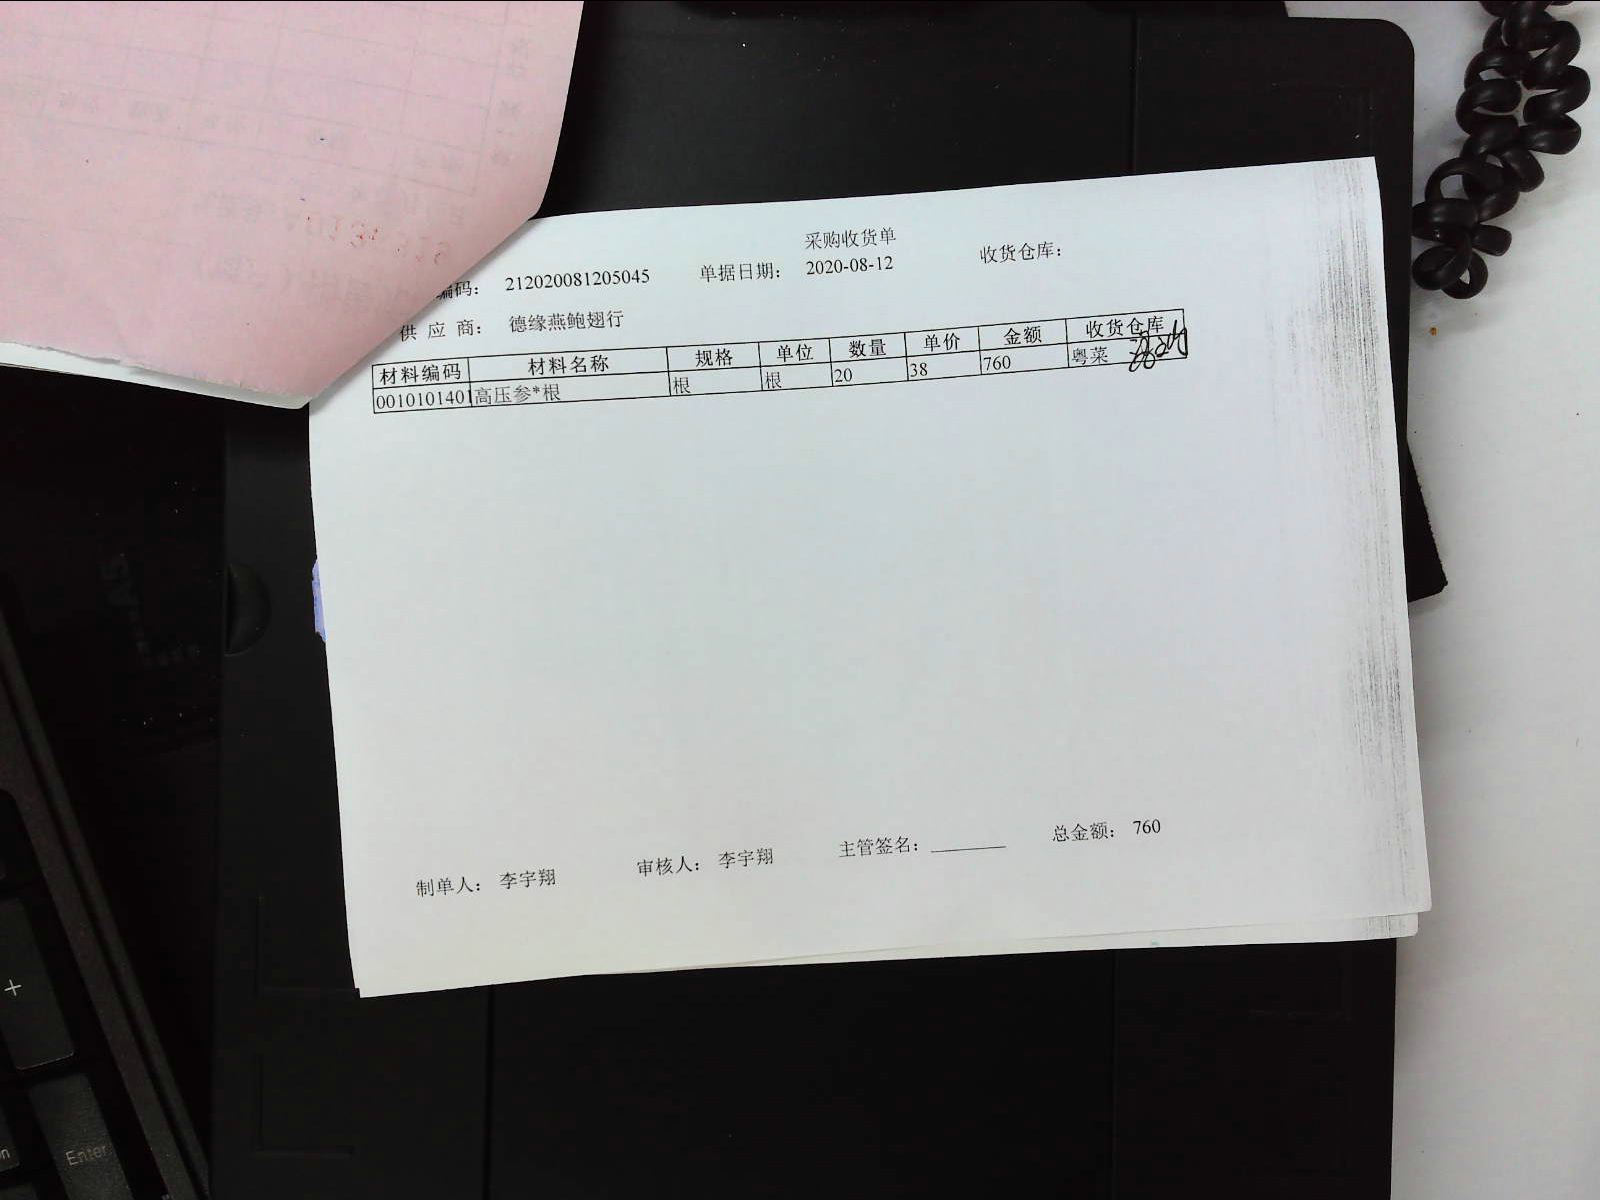 采购收货单
编码： 212020081205045 单据日期： 2020-08-12 收货仓库：
供 应 商： 德缘燕鲍翅行
材料编码 材料名称 规格 单位 数量 单价 金额 收货仓库
0010101401 高压参*根 根 根 20 38 760 粤菜
制单人： 李宇翔 审核人： 李宇翔 主管签名： 总金额： 760
+
Enter